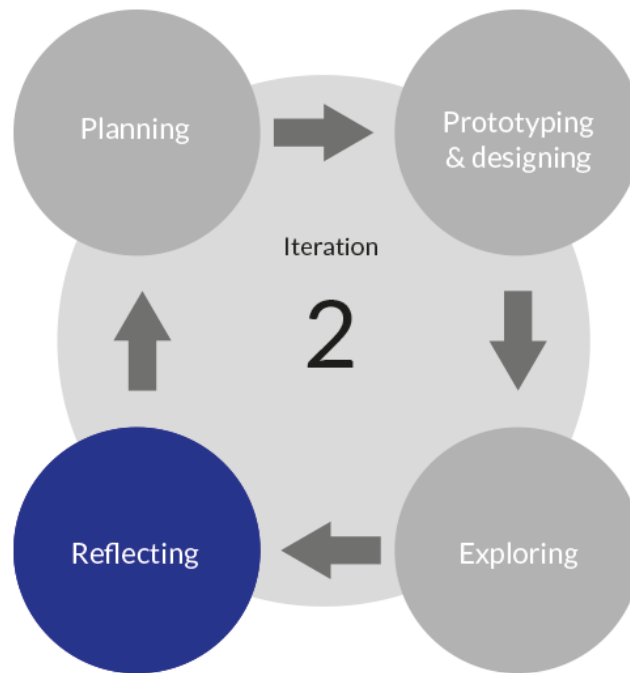 Planning
Prototyping
& designing
Iteration
2
Reflecting
Exploring